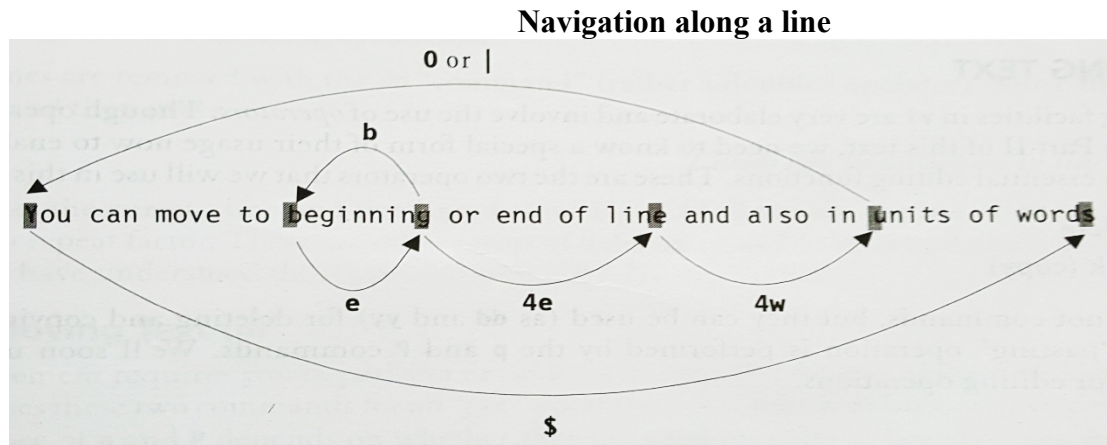 Navigation along a line
0 or |
b
You can move to beginning or end of line and also in units of words
e 4e 4w
$